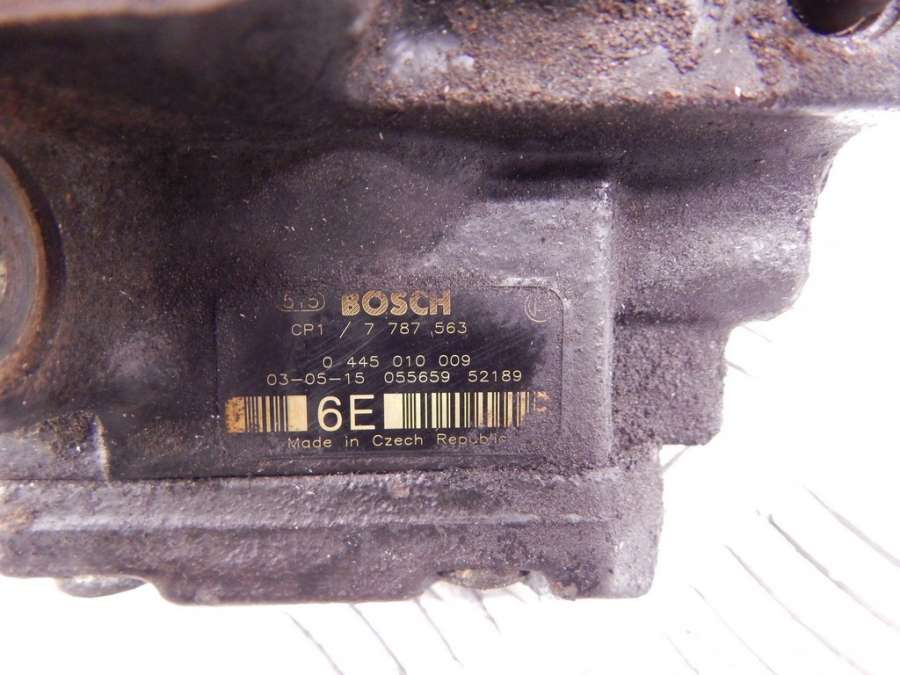 BOSCH
CP1 / 7 787 563
0 445 010 009
03-05-15 055659 52189
6E
Made in Czech Republic